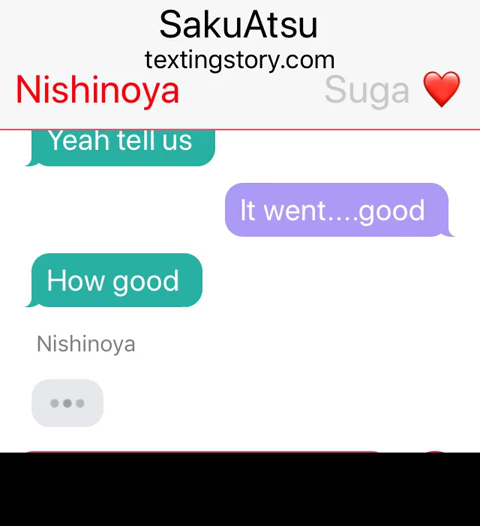 SakuAtsu
textingstory.com
Nishinoya Suga ❤️
Yeah tell us
It went....good
How good
Nishinoya